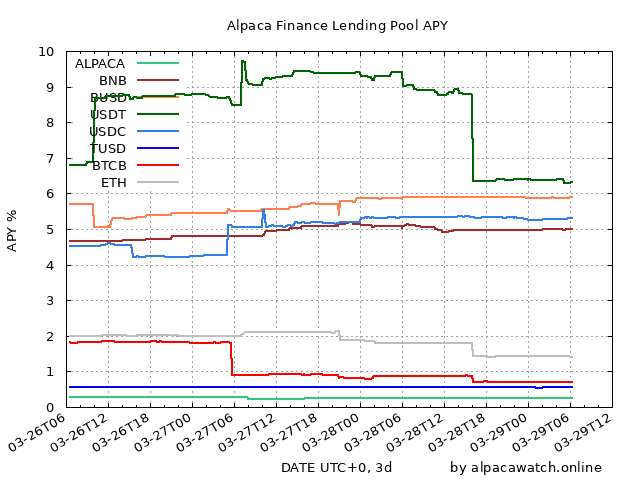 Alpaca Finance Lending Pool APY
APY %
10
9
8
7
6
5
4
3
2
1
0
ALPACA
BNB
BUSD
USDT
USDC
TUSD
BTCB
ETH
03-26T06
03-26T12
03-26T18
03-27T00
03-27T06
03-27T12
03-27T18
03-28T00
03-28T06
03-28T12
03-28T18
03-29T00
03-29T06
03-29T12
DATE UTC+0, 3d
by alpacawatch.online